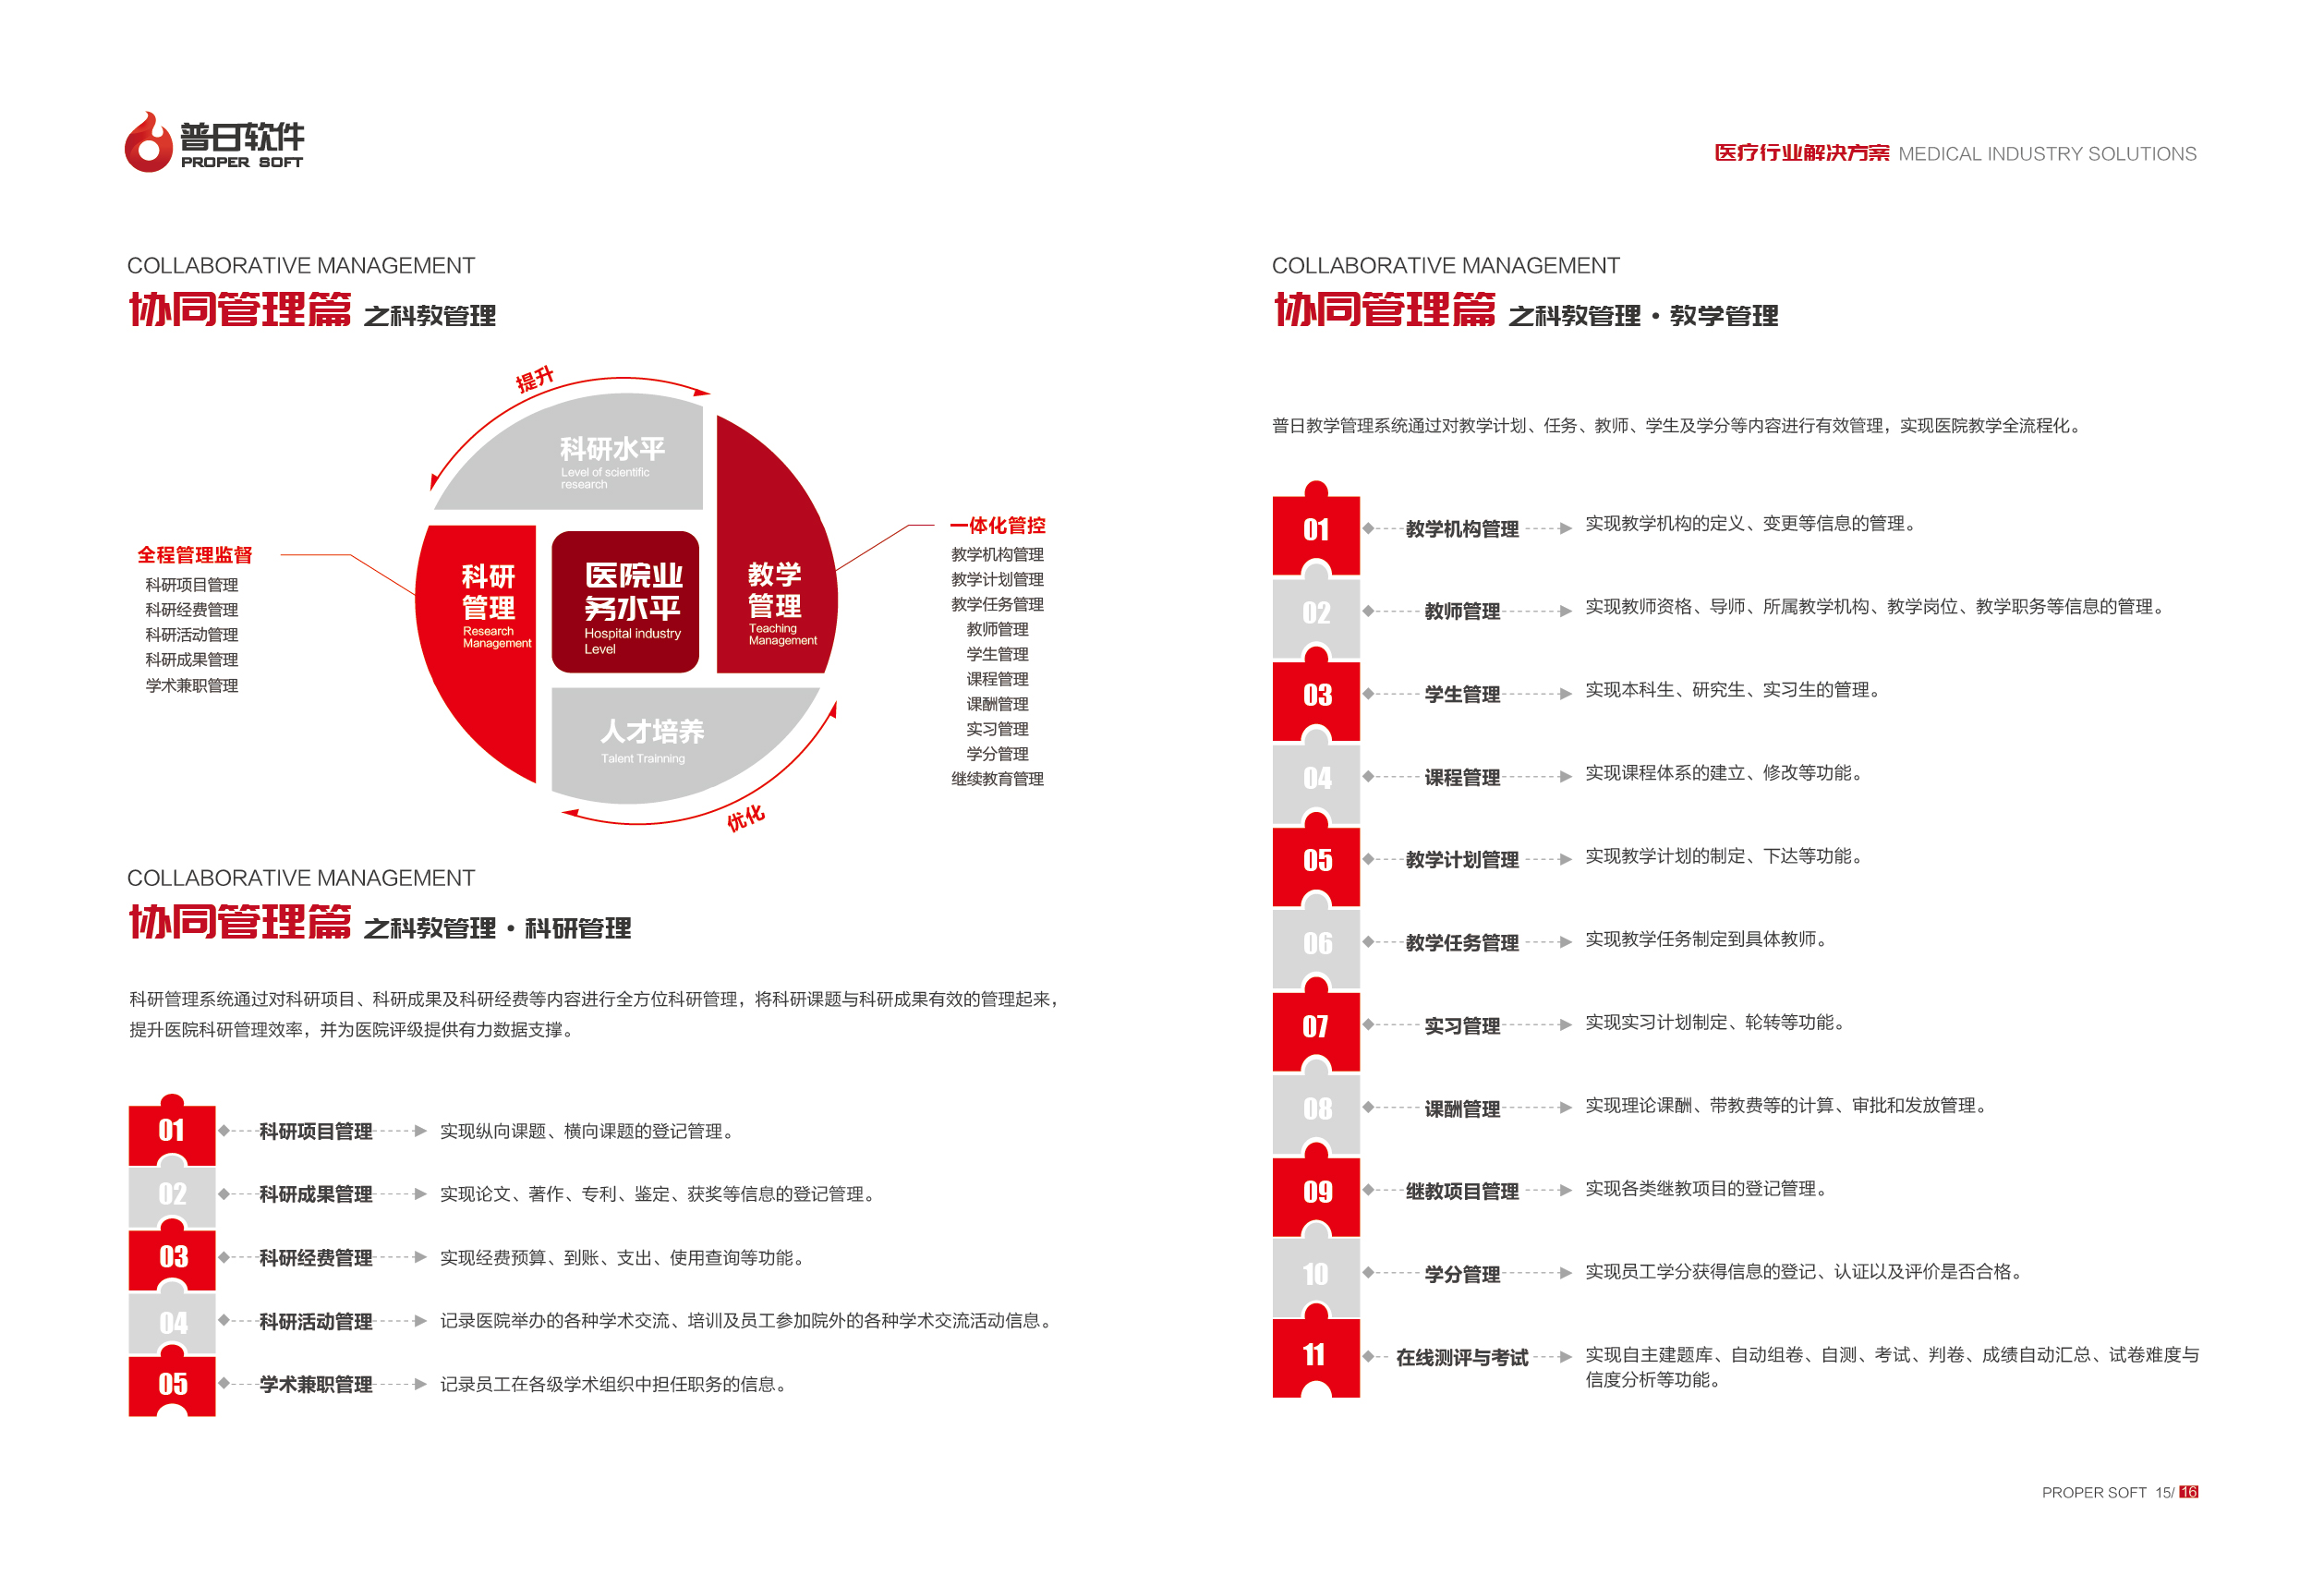 普日软件
PROPER SOFT
医疗行业解决方案 MEDICAL INDUSTRY SOLUTIONS
COLLABORATIVE MANAGEMENT
协同管理篇 之科教管理
提升
科研水平
Level of scientific
research
全程管理监督
科研项目管理
科研经费管理
科研活动管理
科研成果管理
学术兼职管理
科研
管理
Research
Management
医院业
务水平
Hospital industry
Level
教学
管理
Teaching
Management
人才培养
Talent Trainning
优化
一体化管控
教学机构管理
教学计划管理
教学任务管理
教师管理
学生管理
课程管理
课酬管理
实习管理
学分管理
继续教育管理
COLLABORATIVE MANAGEMENT
协同管理篇 之科教管理·科研管理
科研管理系统通过对科研项目、科研成果及科研经费等内容进行全方位科研管理，将科研课题与科研成果有效的管理起来，
提升医院科研管理效率，并为医院评级提供有力数据支撑。
01 科研项目管理 实现纵向课题、横向课题的登记管理。
02 科研成果管理 实现论文、著作、专利、鉴定、获奖等信息的登记管理。
03 科研经费管理 实现经费预算、到账、支出、使用查询等功能。
04 科研活动管理 记录医院举办的各种学术交流、培训及员工参加院外的各种学术交流活动信息。
05 学术兼职管理 记录员工在各级学术组织中担任职务的信息。
COLLABORATIVE MANAGEMENT
协同管理篇 之科教管理·教学管理
普日教学管理系统通过对教学计划、任务、教师、学生及学分等内容进行有效管理，实现医院教学全流程化。
01 教学机构管理 实现教学机构的定义、变更等信息的管理。
02 教师管理 实现教师资格、导师、所属教学机构、教学岗位、教学职务等信息的管理。
03 学生管理 实现本科生、研究生、实习生的管理。
04 课程管理 实现课程体系的建立、修改等功能。
05 教学计划管理 实现教学计划的制定、下达等功能。
06 教学任务管理 实现教学任务制定到具体教师。
07 实习管理 实现实习计划制定、轮转等功能。
08 课酬管理 实现理论课酬、带教费等的计算、审批和发放管理。
09 继教项目管理 实现各类继教项目的登记管理。
10 学分管理 实现员工学分获得信息的登记、认证以及评价是否合格。
11 在线测评与考试 实现自主建题库、自动组卷、自测、考试、判卷、成绩自动汇总、试卷难度与
信度分析等功能。
PROPER SOFT 15/ 16